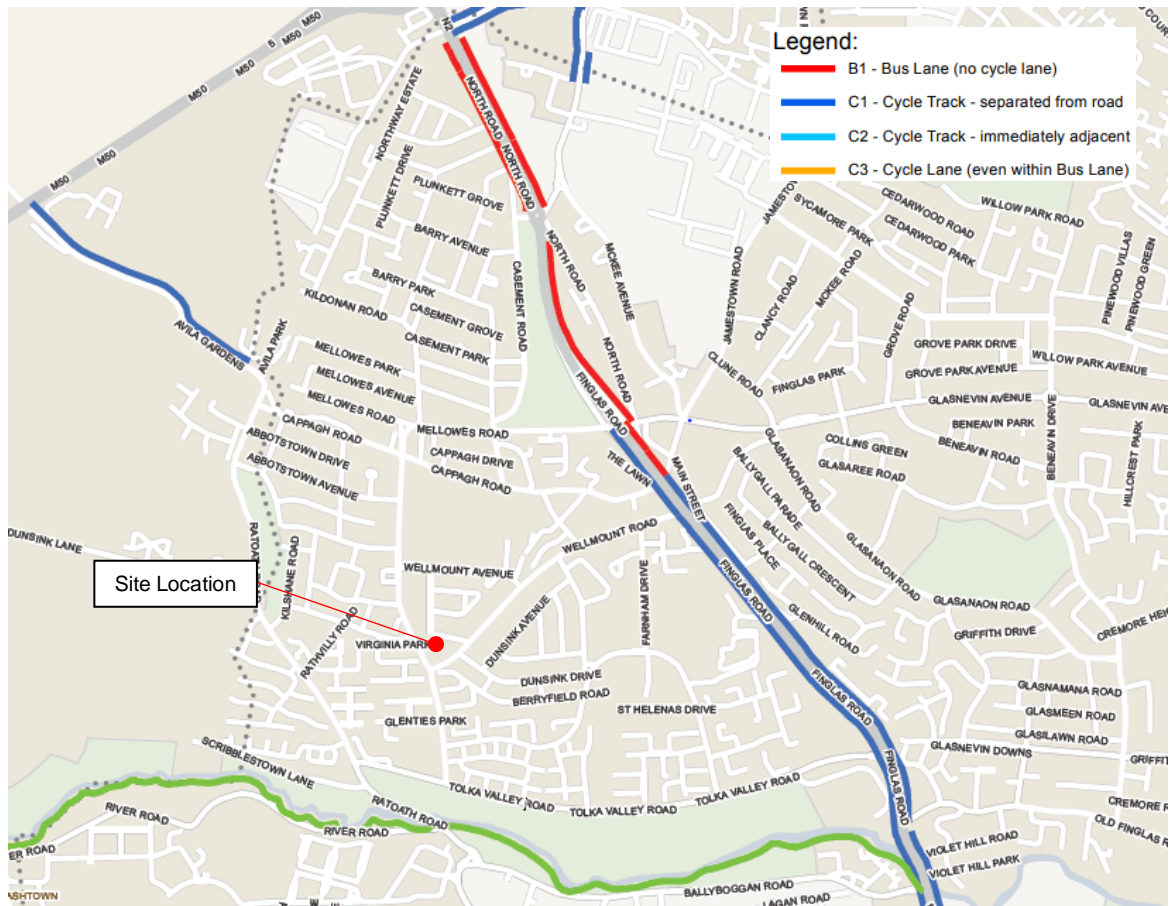 Legend:
B1 - Bus Lane (no cycle lane)
C1 - Cycle Track - separated from road
C2 - Cycle Track - immediately adjacent
C3 - Cycle Lane (even within Bus Lane)
N2
M50
5
M50
M50
M50
M50
M50
NORTHWAY ESTATE
NORTH ROAD
NORTH ROAD
PLUNKETT DRIVE
PLUNKETT GROVE
BARRY AVENUE
NORTH ROAD
MCKEE AVENUE
CASEMENT ROAD
BARRY PARK
KILDONAN ROAD
CASEMENT GROVE
CASEMENT PARK
JAMESTOWN ROAD
SYCAMORE PARK
CEDARWOOD ROAD
CEDARWOOD PARK
WILLOW PARK ROAD
CLANCY ROAD
MCKEE ROAD
PINEWOOD VILLAS
PINEWOOD GREEN
AVILA GARDENS
AVILA PARK
MELLOWES PARK
MELLOWES AVENUE
MELLOWES ROAD
MELLOWES ROAD
FINGLAS ROAD
NORTH ROAD
CLUNE ROAD
FINGLAS PARK
GROVE ROAD
GROVE PARK DRIVE
GROVE PARK AVENUE
WILLOW PARK AVENUE
GLASNEVIN AVENUE
GLASNEVIN AVE
BENEAVIN PARK
BENEAVIN DRIVE
BENEAVIN ROAD
HILLCREST PARK
COLLINS GREEN
GLASAREE ROAD
GLASANAON ROAD
CAPPAGH ROAD
ABBOTSTOWN DRIVE
ABBOTSTOWN AVENUE
CAPPAGH DRIVE
CAPPAGH ROAD
THE LAWN
MAIN STREET
BALLYGALL PARADE
FINGLAS PLACE
BALLYGALL CRESCENT
GLASANAON ROAD
WELLMOUNT ROAD
DUNSINK LANE
KILSHANE ROAD
WELLMOUNT AVENUE
Site Location
FARNHAM DRIVE
FINGLAS ROAD
GLENHILL ROAD
GLASANAON ROAD
GRIFFITH DRIVE
RATHVILLY ROAD
VIRGINIA PARK
DUNSINK AVENUE
DUNSINK DRIVE
BERRYFIELD ROAD
ST HELENAS DRIVE
FINGLAS ROAD
GLASNAMANA ROAD
GLASMEEN ROAD
GLASILAWN ROAD
GLENTIES PARK
GLASNEVIN DOWNS
SCRIBBLESTOWN LANE
TOLKA VALLEY ROAD
TOLKA VALLEY ROAD
TOLKA VALLEY ROAD
FINGLAS ROAD
RATOATH ROAD
RIVER ROAD
RIVER ROAD
VIOLET HILL ROAD
VIOLET HILL PARK
BALLYBOGGAN ROAD
LAGAN ROAD